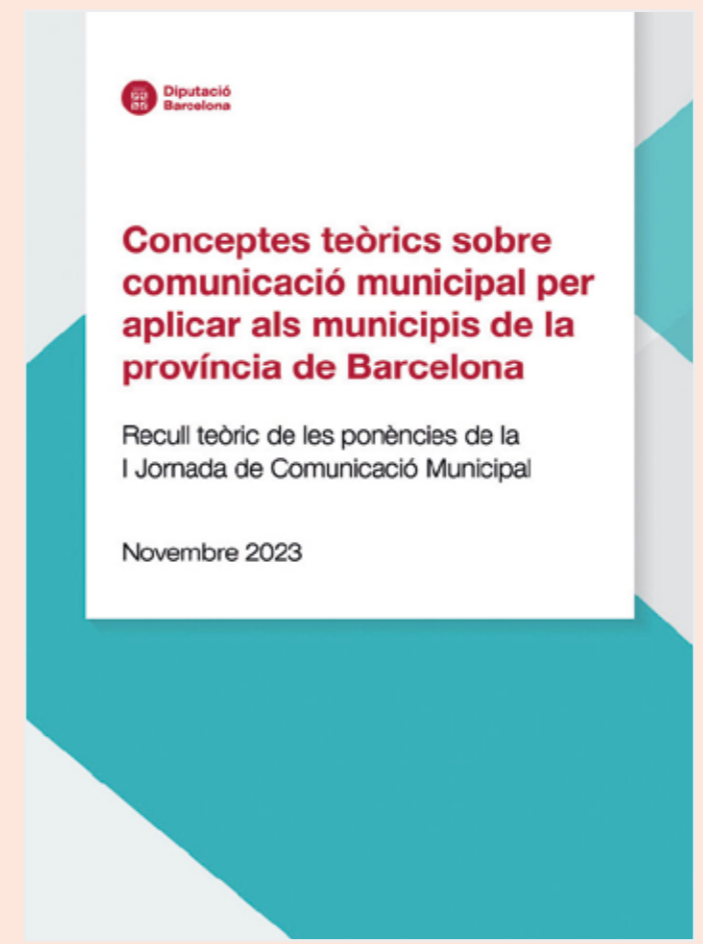 Diputació
Barcelona
Conceptes teòrics sobre
comunicació municipal per
aplicar als municipis de la
província de Barcelona
Recull teòric de les ponències de la
I Jornada de Comunicació Municipal
Novembre 2023